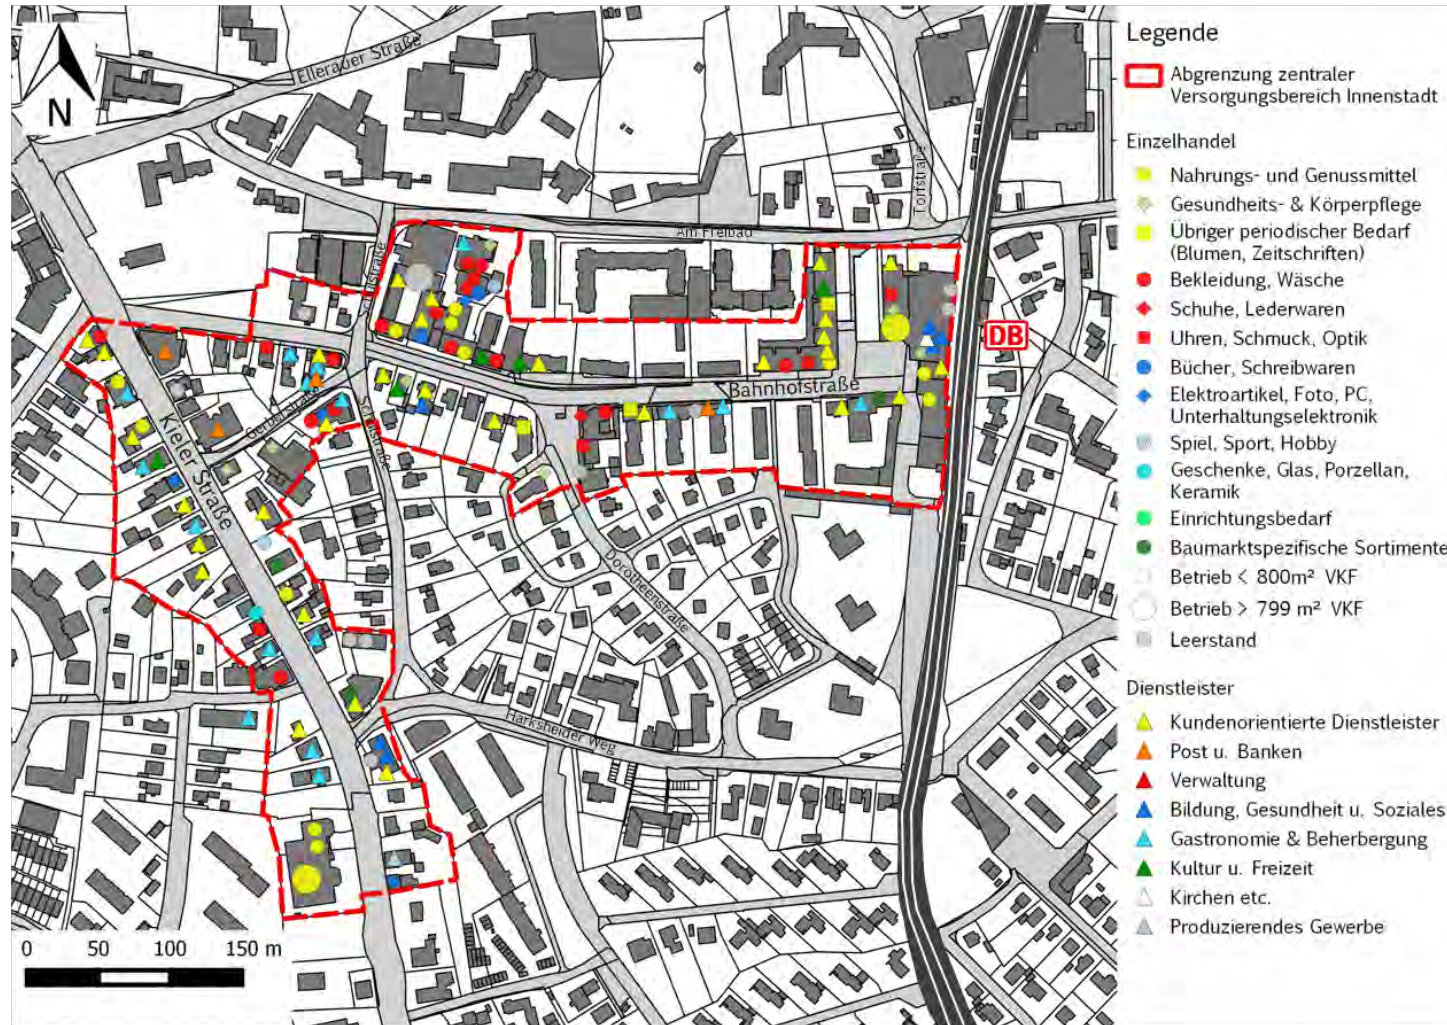 N
Ellerauer Straße
Am Freibad
Torfstraße
Schulstraße
Bahnhofstraße
DB
Kieler Straße
Dorotheenstraße
Harksheider Weg
0 50 100 150 m
Legende
Abgrenzung zentraler
Versorgungsbereich Innenstadt
Einzelhandel
Nahrungs- und Genussmittel
Gesundheits- & Körperpflege
Übriger periodischer Bedarf
(Blumen, Zeitschriften)
Bekleidung, Wäsche
Schuhe, Lederwaren
Uhren, Schmuck, Optik
Bücher, Schreibwaren
Elektroartikel, Foto, PC,
Unterhaltungselektronik
Spiel, Sport, Hobby
Geschenke, Glas, Porzellan,
Keramik
Einrichtungsbedarf
Baumarktspezifische Sortimente
Betrieb < 800m² VKF
Betrieb > 799 m² VKF
Leerstand
Dienstleister
Kundenorientierte Dienstleister
Post u. Banken
Verwaltung
Bildung, Gesundheit u. Soziales
Gastronomie & Beherbergung
Kultur u. Freizeit
Kirchen etc.
Produzierendes Gewerbe